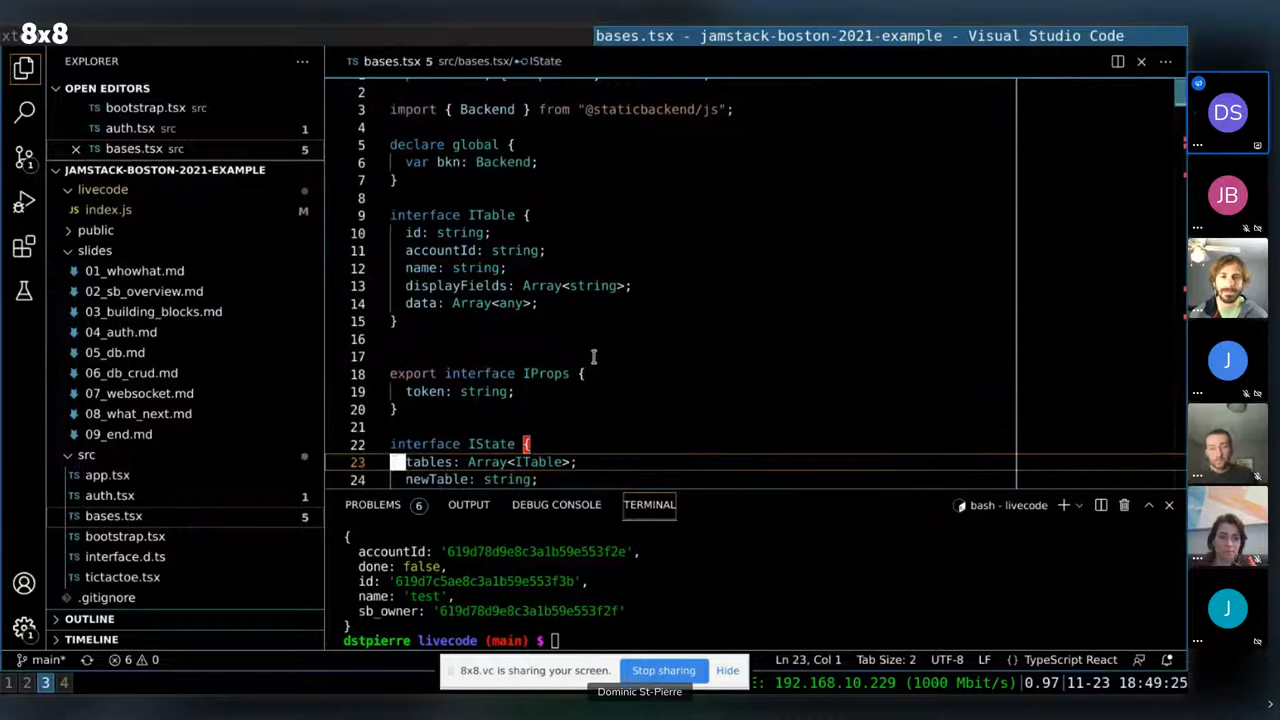 8x8
bases.tsx - jamstack-boston-2021-example - Visual Studio Code
EXPLORER
OPEN EDITORS
bootstrap.tsx src
auth.tsx src 1
bases.tsx src 5
JAMSTACK-BOSTON-2021-EXAMPLE
livecode
JS index.js M
public
slides
01_whowhat.md
02_sb_overview.md
03_building_blocks.md
04_auth.md
05_db.md
06_db_crud.md
07_websocket.md
08_what_next.md
09_end.md
src
TS app.tsx
TS auth.tsx 1
TS bases.tsx 5
TS bootstrap.tsx
TS interface.d.ts
TS tictactoe.tsx
.gitignore
OUTLINE
TIMELINE
TS bases.tsx 5 src/bases.tsx/IState
2
3 import { Backend } from "@staticbackend/js";
4
5 declare global {
6 var bkn: Backend;
7 }
8
9 interface ITable {
10 id: string;
11 accountId: string;
12 name: string;
13 displayFields: Array<string>;
14 data: Array<any>;
15 }
16
17
18 export interface IProps {
19 token: string;
20 }
21
22 interface IState {
23 tables: Array<ITable>;
24 newTable: string;
PROBLEMS 6 OUTPUT DEBUG CONSOLE TERMINAL
bash - livecode
{
accountId: '619d78d9e8c3a1b59e553f2e',
done: false,
id: '619d7c5ae8c3a1b59e553f3b',
name: 'test',
sb_owner: '619d78d9e8c3a1b59e553f2f'
}
dstpierre livecode (main) $
main* 6 0
Ln 23, Col 1 Tab Size: 2 UTF-8 LF {} TypeScript React
8x8.vc is sharing your screen. Stop sharing Hide
1 2 3 4
E: 192.168.10.229 (1000 Mbit/s)|0.97|11-23 18:49:25
Dominic St-Pierre
DS
JB
J
J